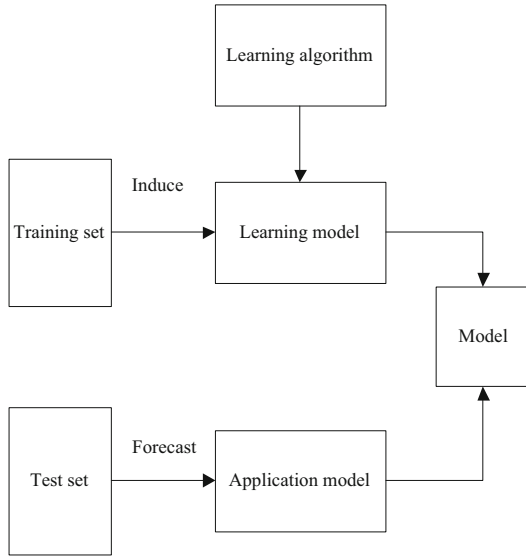 Learning algorithm
Induce
Training set
Learning model
Model
Forecast
Test set
Application model